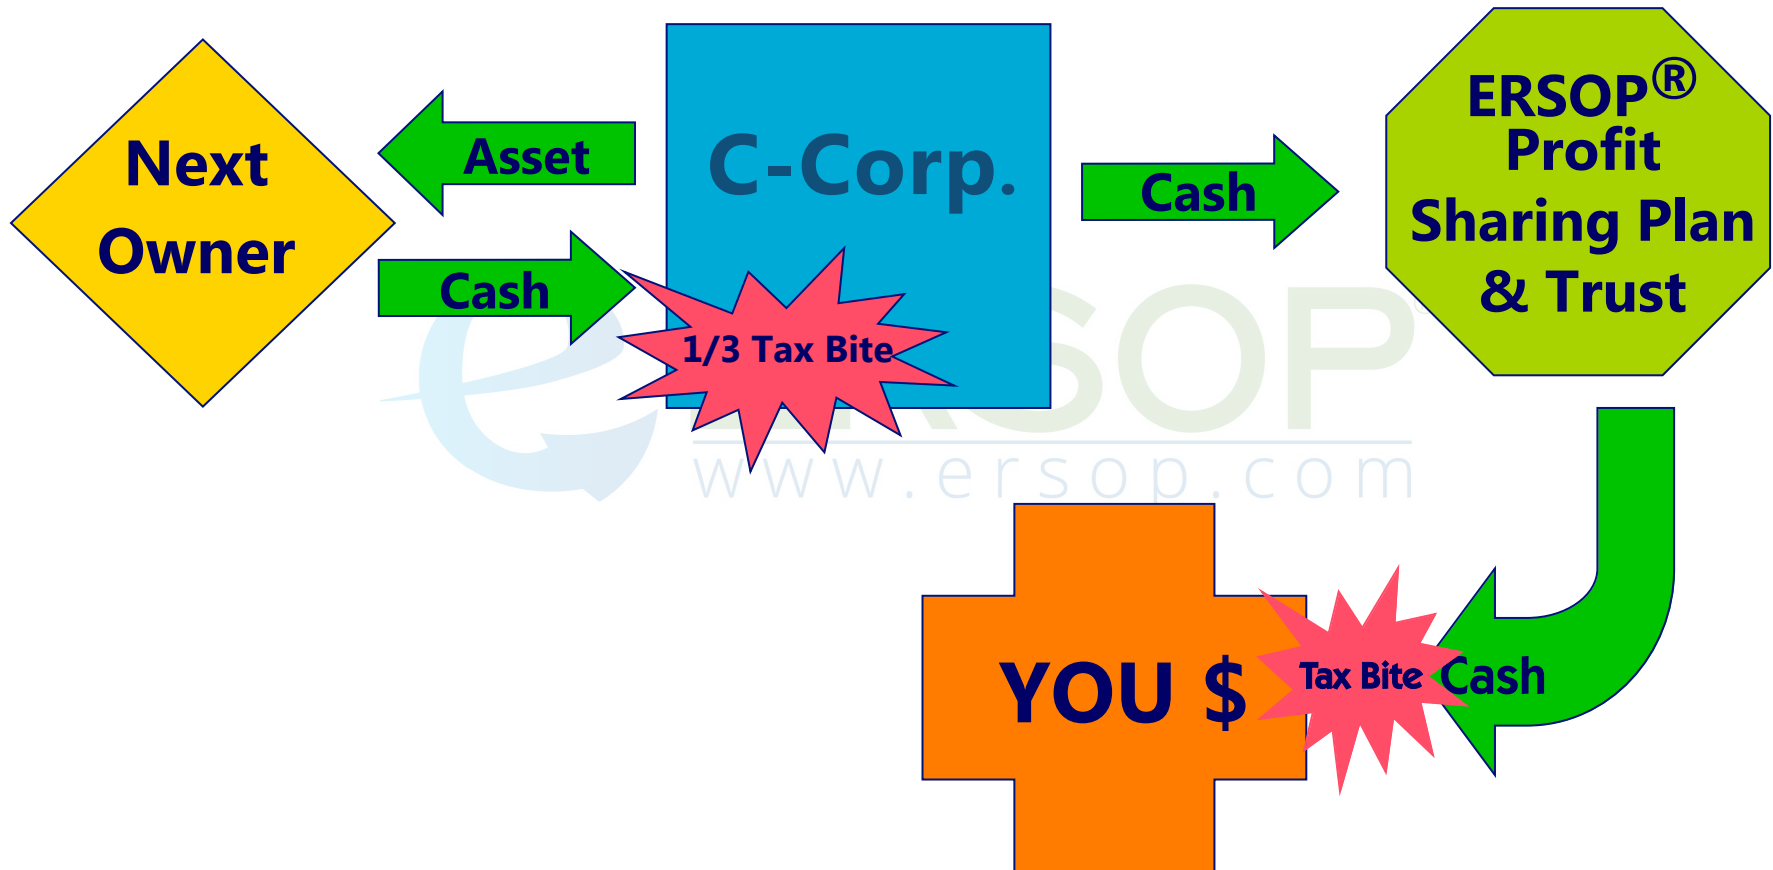 Next
Owner
Asset
Cash
C-Corp.
1/3 Tax Bite
Cash
ERSOP®
Profit
Sharing Plan
& Trust
ERSOP®
www.ersop.com
YOU $
Tax Bite
Cash